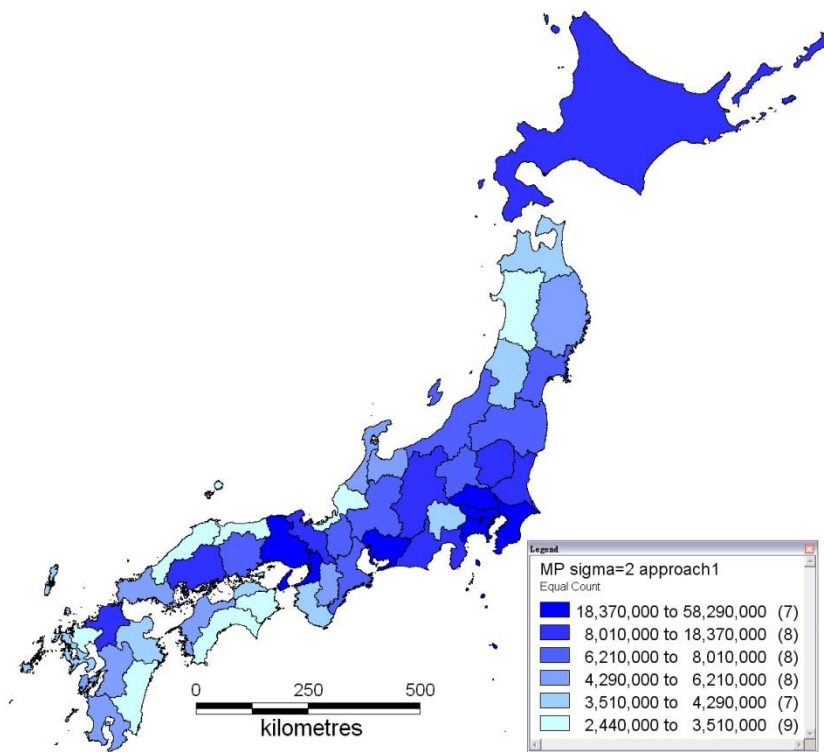 0 250 500
kilometres
Legend
MP sigma=2 approach1
Equal Count
18,370,000 to 58,290,000 (7)
8,010,000 to 18,370,000 (8)
6,210,000 to 8,010,000 (8)
4,290,000 to 6,210,000 (8)
3,510,000 to 4,290,000 (7)
2,440,000 to 3,510,000 (9)